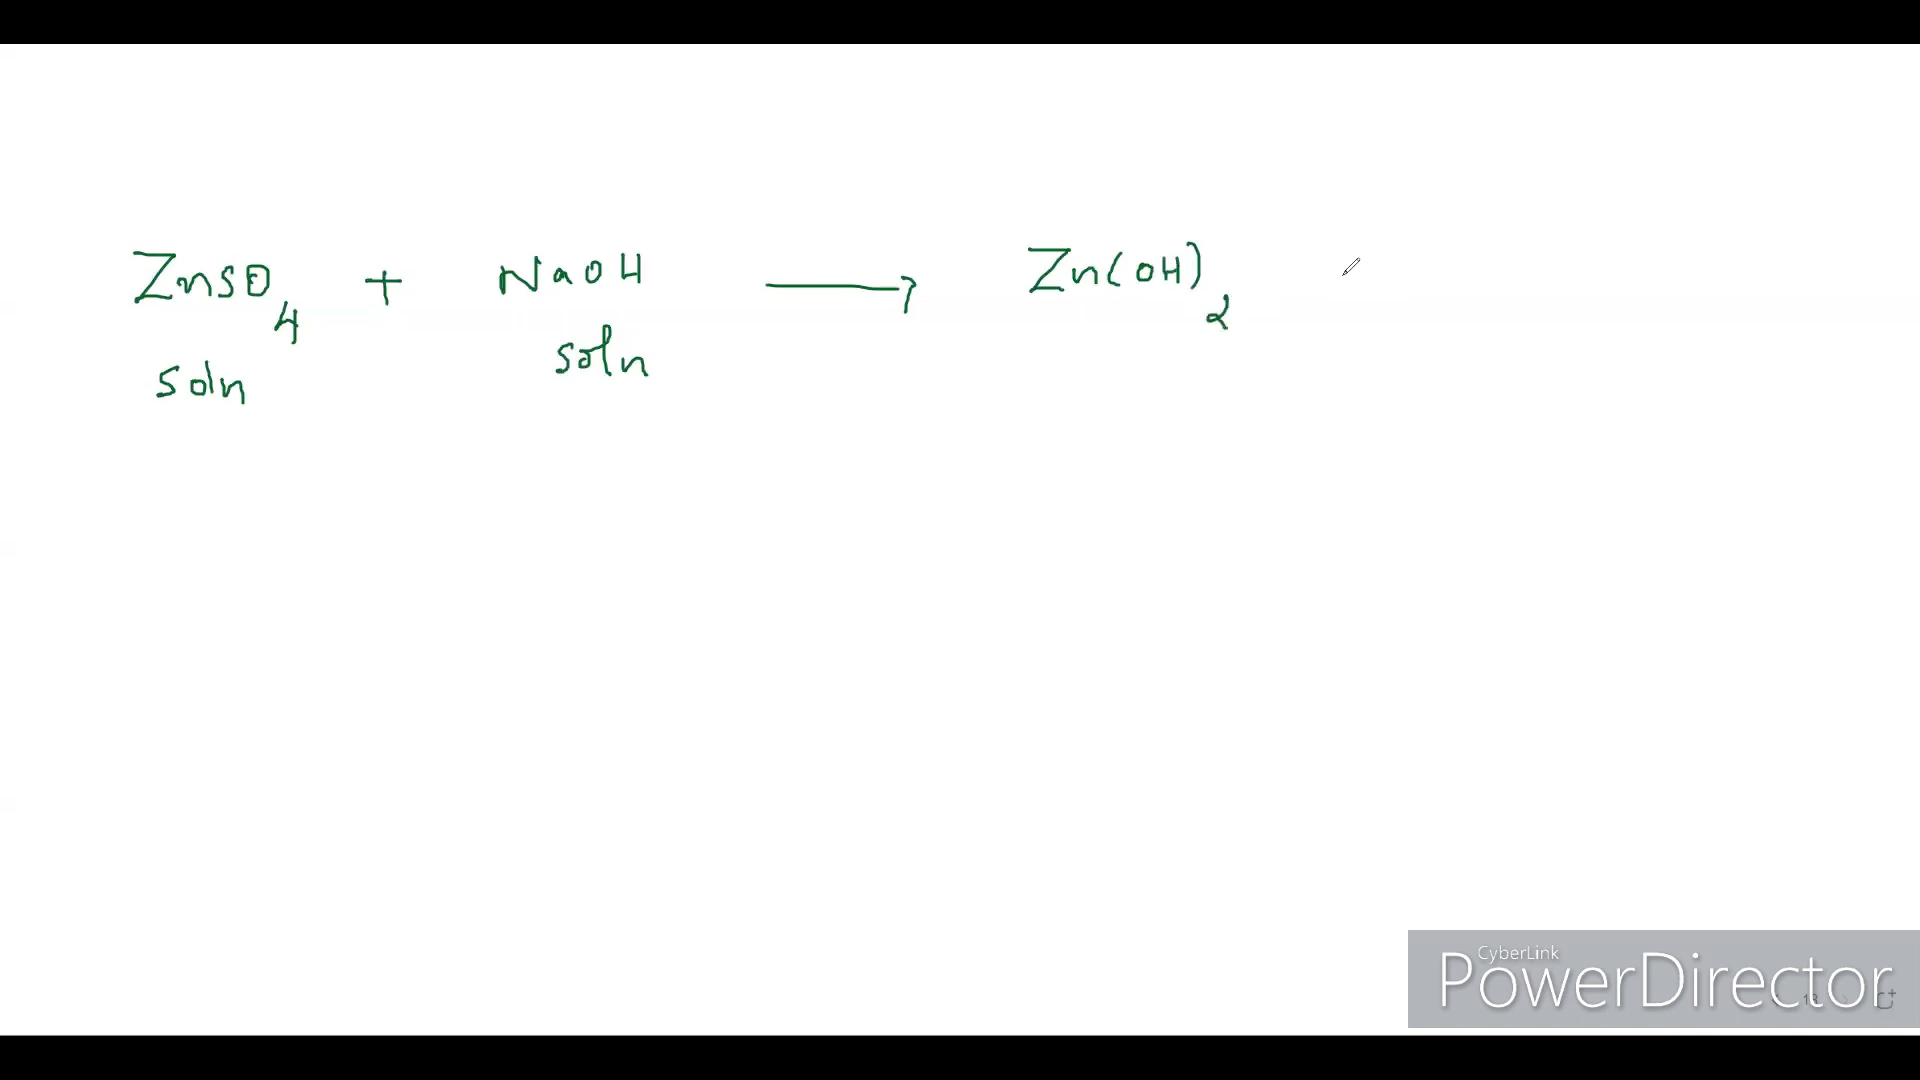 ZnSO4 + NaOH → Zn(OH)2
soln soln
CyberLink
PowerDirector